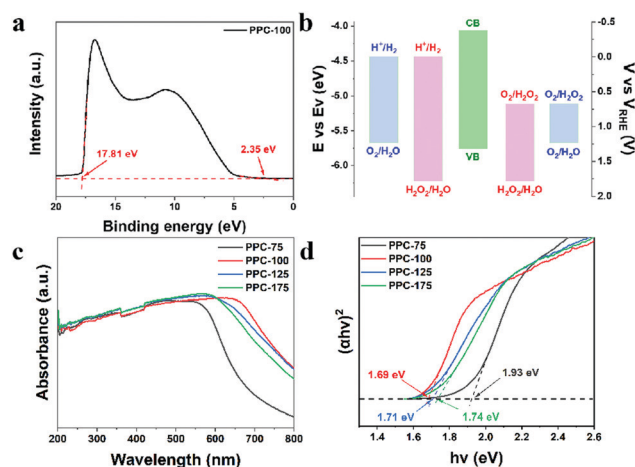 a
PPC-100
Intensity (a.u.)
17.81 eV
2.35 eV
20 15 10 5 0
Binding energy (eV)
b
E vs Ev (eV)
-4.0
-4.5
-5.0
-5.5
-6.0
CB
H⁺/H₂ H⁺/H₂
O₂/H₂O₂ O₂/H₂O₂
O₂/H₂O VB O₂/H₂O
H₂O₂/H₂O H₂O₂/H₂O
-0.5
0.0
0.5
1.0
1.5
2.0
V vs V_RHE (V)
c
PPC-75
PPC-100
PPC-125
PPC-175
Absorbance (a.u.)
200 300 400 500 600 700 800
Wavelength (nm)
d
PPC-75
PPC-100
PPC-125
PPC-175
(αhν)²
1.69 eV
1.93 eV
1.71 eV
1.74 eV
1.4 1.6 1.8 2.0 2.2 2.4 2.6
hν (eV)